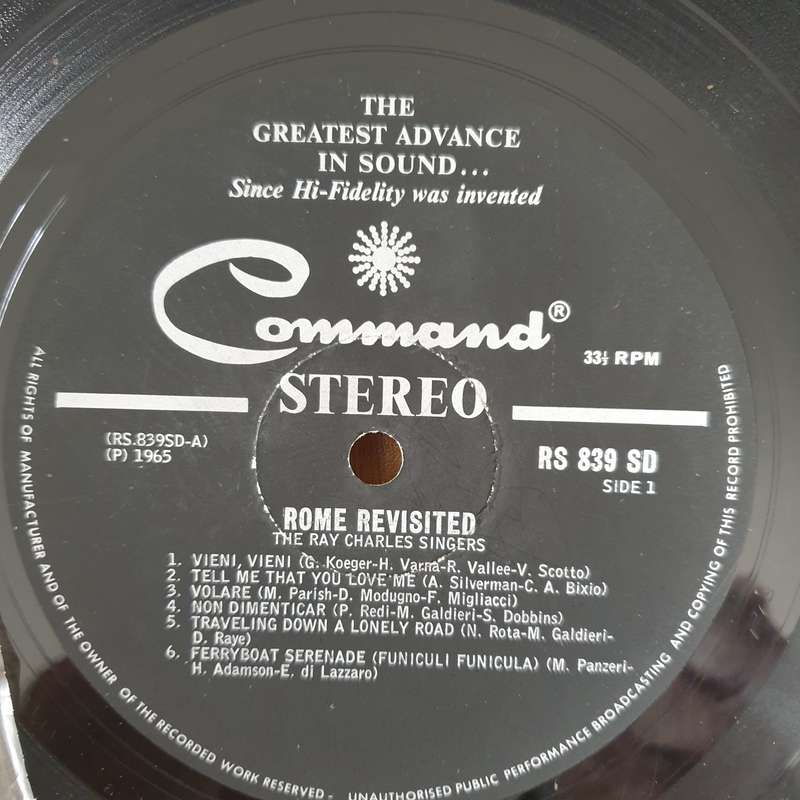 THE
GREATEST ADVANCE
IN SOUND...
Since Hi-Fidelity was invented
Command®
33⅓ RPM
STEREO
(RS.839SD-A)
(P) 1965
RS 839 SD
SIDE 1
ROME REVISITED
THE RAY CHARLES SINGERS
1. VIENI, VIENI (G. Koeger-H. Varna-R. Vallee-V. Scotto)
2. TELL ME THAT YOU LOVE ME (A. Silverman-C. A. Bixio)
3. VOLARE (M. Parish-D. Modugno-F. Migliacci)
4. NON DIMENTICAR (P. Redi-M. Galdieri-S. Dobbins)
5. TRAVELING DOWN A LONELY ROAD (N. Rota-M. Galdieri-
D. Raye)
6. FERRYBOAT SERENADE (FUNICULI FUNICULA) (M. Panzeri-
H. Adamson-E. di Lazzaro)
ALL RIGHTS OF MANUFACTURER AND OF THE OWNER OF THE RECORDED WORK RESERVED - UNAUTHORISED PUBLIC PERFORMANCE BROADCASTING AND COPYING OF THIS RECORD PROHIBITED